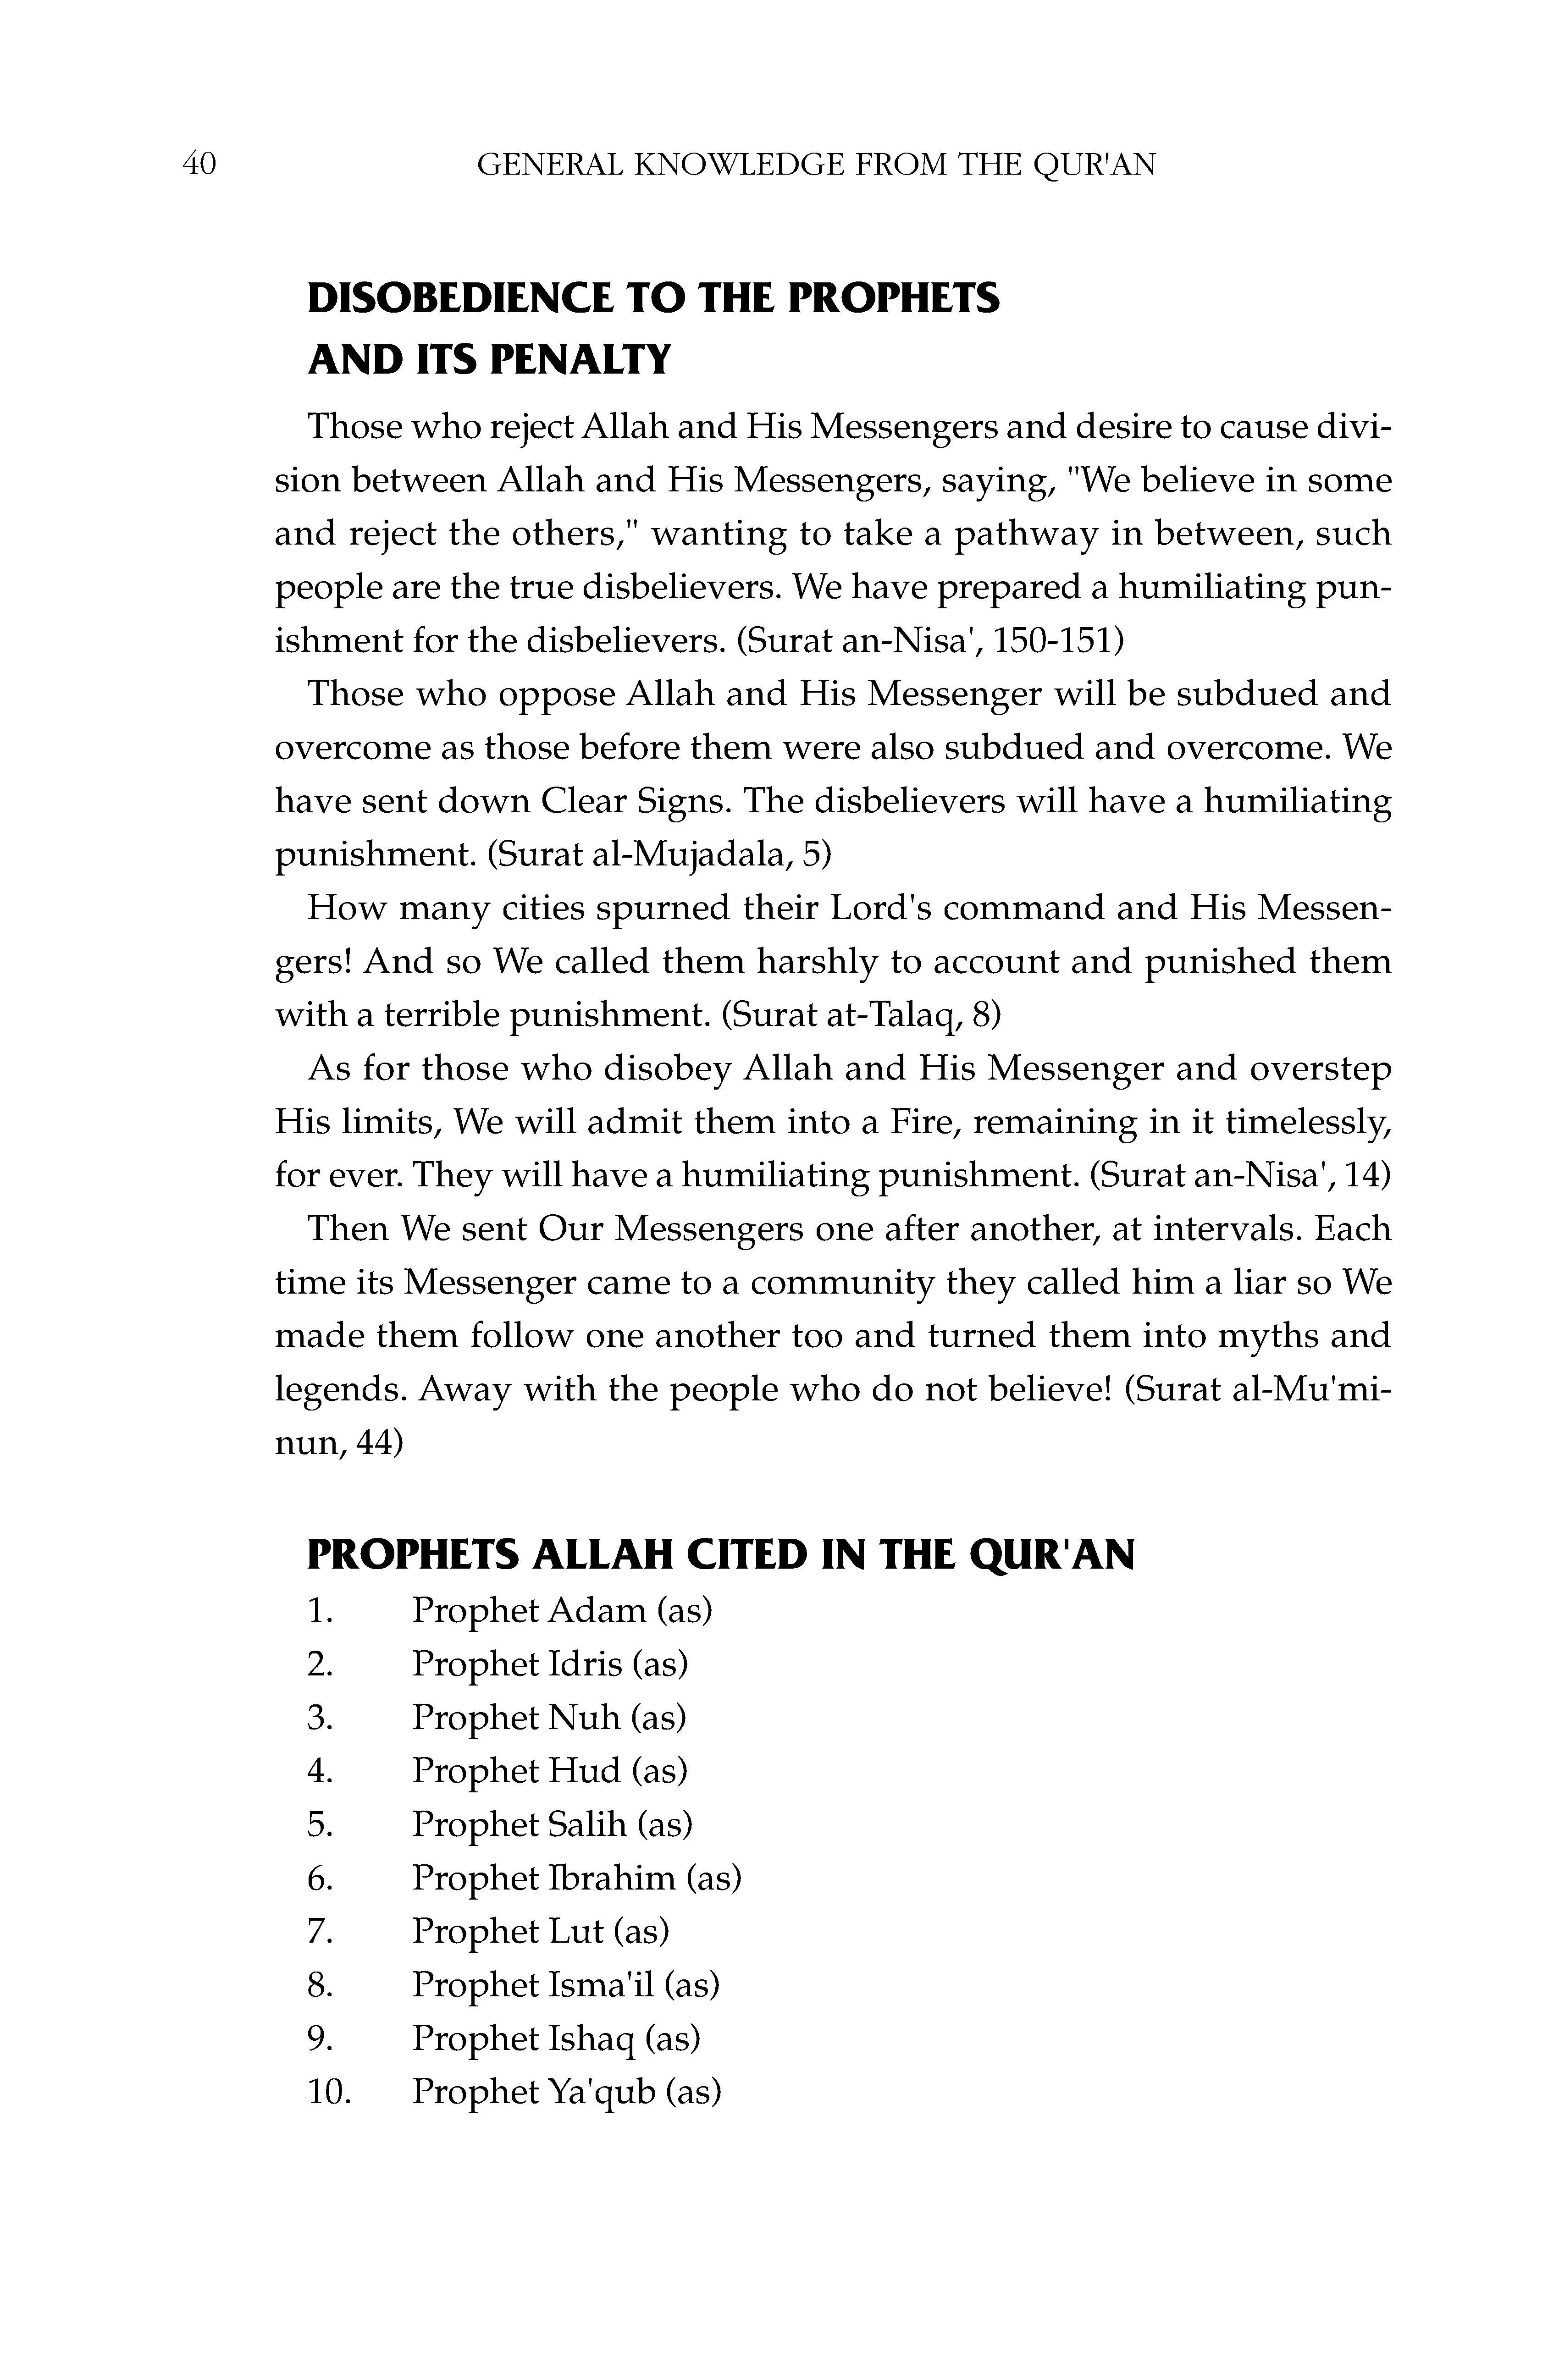 40 GENERAL KNOWLEDGE FROM THE QUR'AN
DISOBEDIENCE TO THE PROPHETS
AND ITS PENALTY
Those who reject Allah and His Messengers and desire to cause divi-
sion between Allah and His Messengers, saying, "We believe in some
and reject the others," wanting to take a pathway in between, such
people are the true disbelievers. We have prepared a humiliating pun-
ishment for the disbelievers. (Surat an-Nisa', 150-151)
Those who oppose Allah and His Messenger will be subdued and
overcome as those before them were also subdued and overcome. We
have sent down Clear Signs. The disbelievers will have a humiliating
punishment. (Surat al-Mujadala, 5)
How many cities spurned their Lord's command and His Messen-
gers! And so We called them harshly to account and punished them
with a terrible punishment. (Surat at-Talaq, 8)
As for those who disobey Allah and His Messenger and overstep
His limits, We will admit them into a Fire, remaining in it timelessly,
for ever. They will have a humiliating punishment. (Surat an-Nisa', 14)
Then We sent Our Messengers one after another, at intervals. Each
time its Messenger came to a community they called him a liar so We
made them follow one another too and turned them into myths and
legends. Away with the people who do not believe! (Surat al-Mu'mi-
nun, 44)
PROPHETS ALLAH CITED IN THE QUR'AN
1. Prophet Adam (as)
2. Prophet Idris (as)
3. Prophet Nuh (as)
4. Prophet Hud (as)
5. Prophet Salih (as)
6. Prophet Ibrahim (as)
7. Prophet Lut (as)
8. Prophet Isma'il (as)
9. Prophet Ishaq (as)
10. Prophet Ya'qub (as)